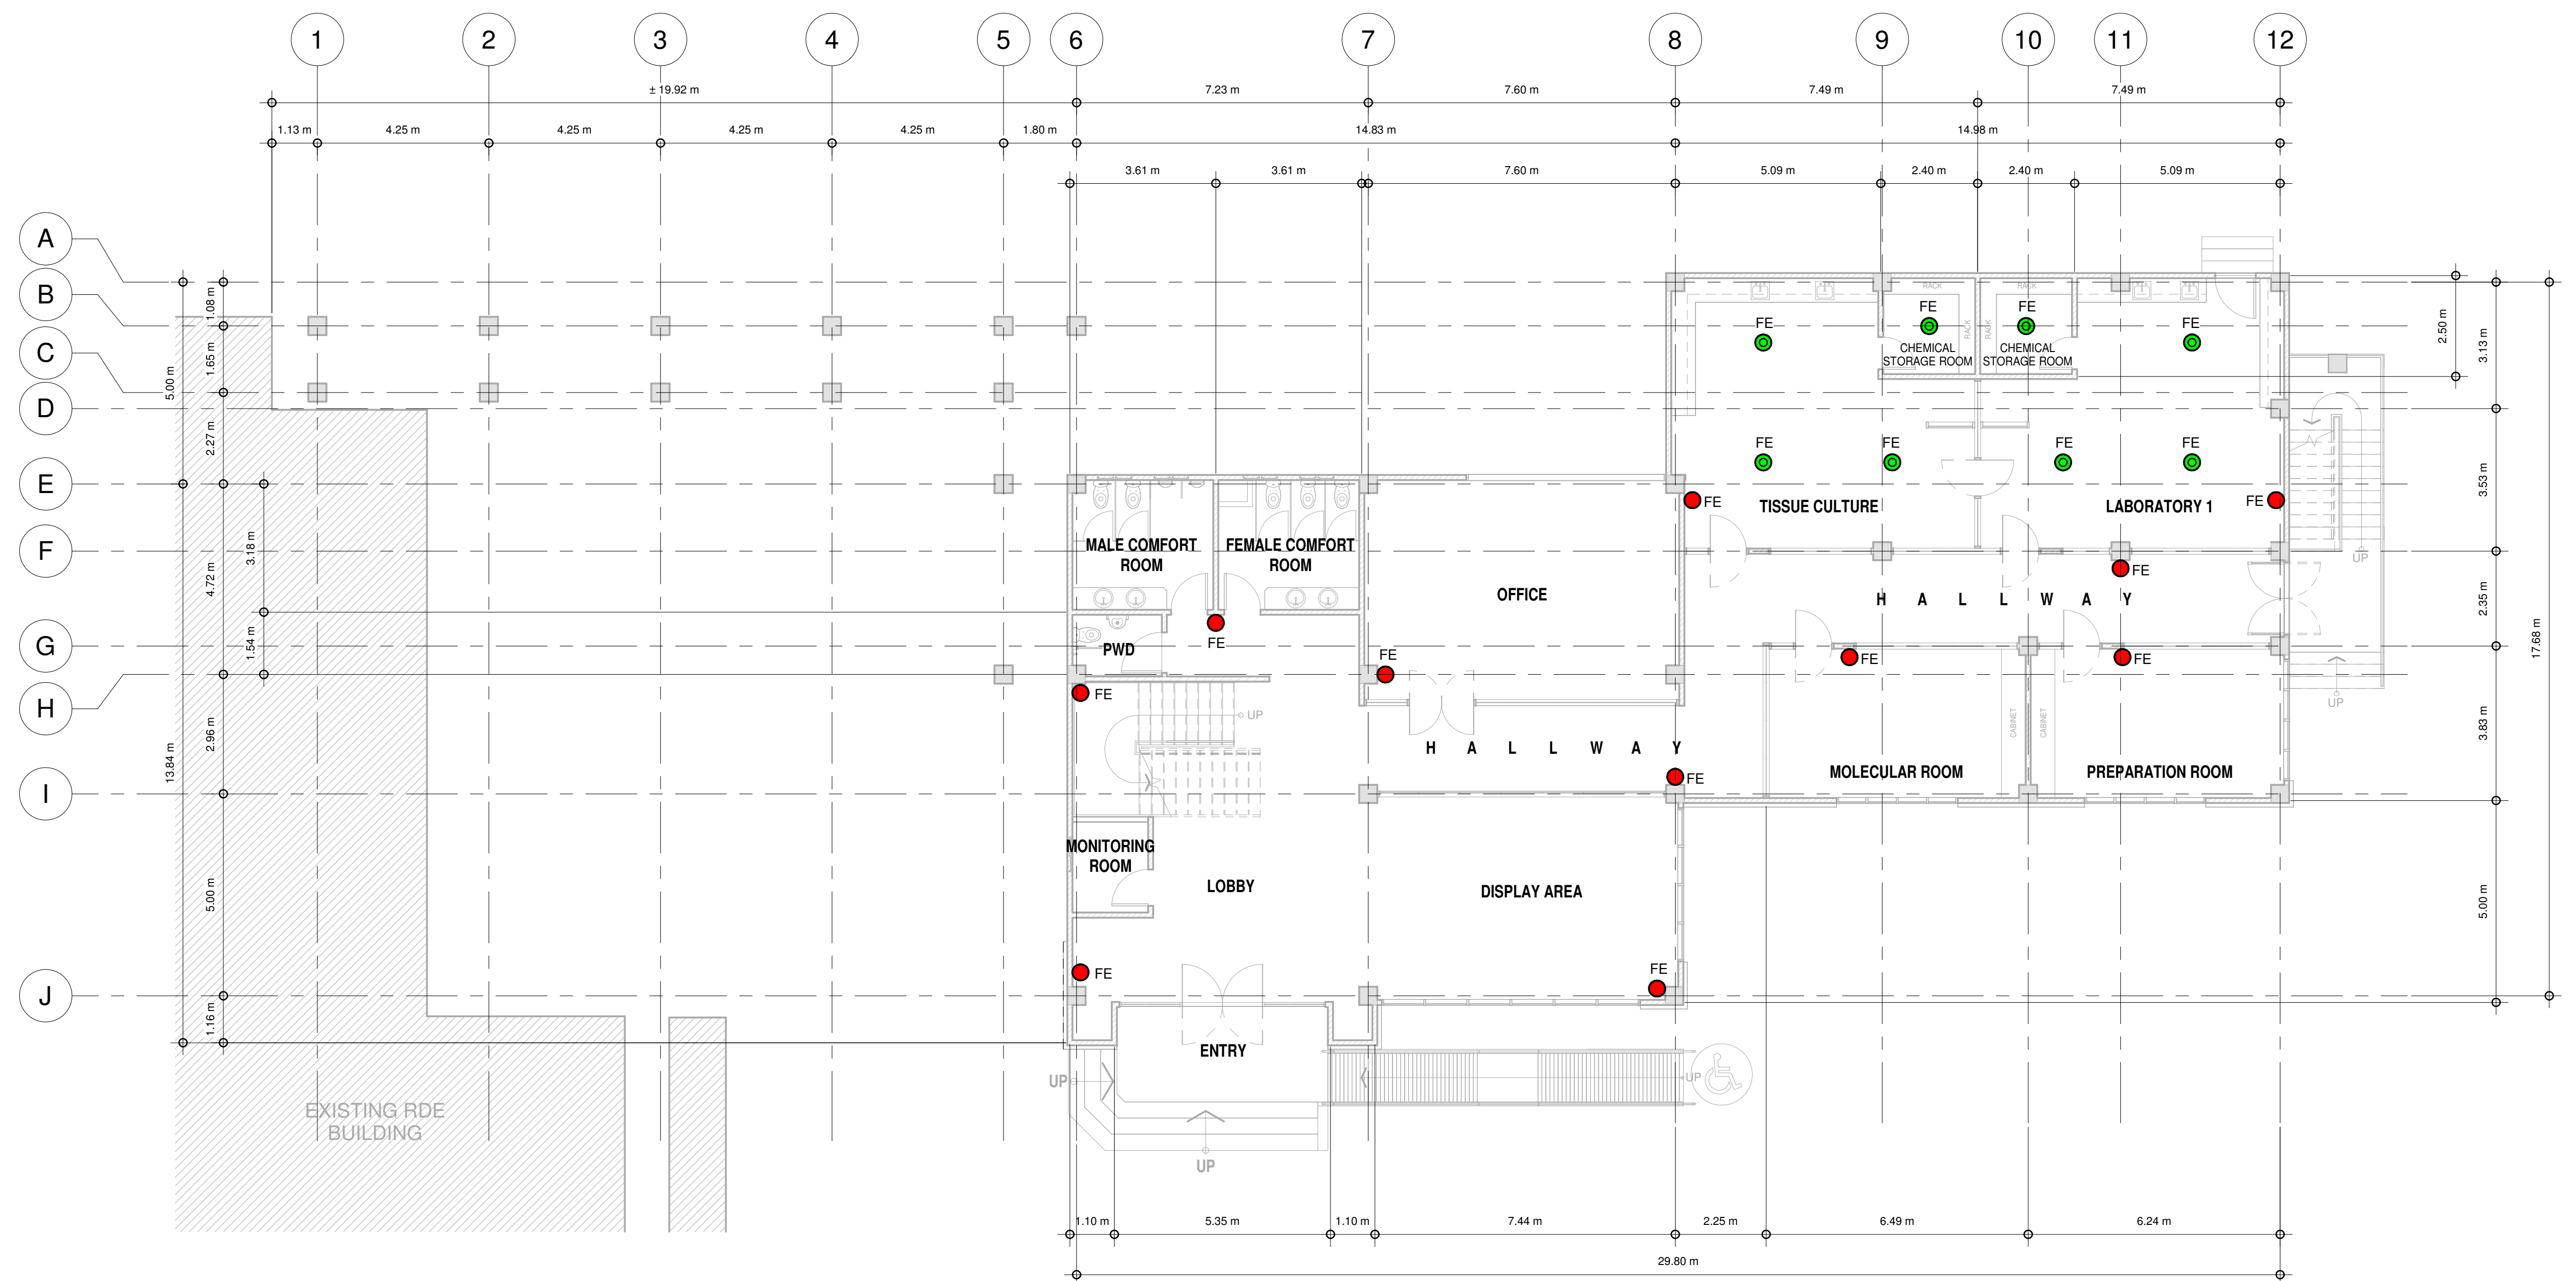 1 2 3 4 5 6 7 8 9 10 11 12
± 19.92 m 7.23 m 7.60 m 7.49 m 7.49 m
1.13 m 4.25 m 4.25 m 4.25 m 4.25 m 1.80 m 14.83 m 14.98 m
3.61 m 3.61 m 7.60 m 5.09 m 2.40 m 2.40 m 5.09 m
A
B
C
D
E
F
G
H
I
J
1.08 m
1.65 m
5.00 m
2.27 m
3.18 m
4.72 m
1.54 m
2.96 m
13.84 m
5.00 m
1.16 m
2.50 m
3.13 m
3.53 m
2.35 m
17.68 m
3.83 m
5.00 m
RACK RACK
FE FE
FE FE
RACK RACK
CHEMICAL
STORAGE ROOM
CHEMICAL
STORAGE ROOM
FE FE FE FE
FE TISSUE CULTURE LABORATORY 1 FE
MALE COMFORT
ROOM
FEMALE COMFORT
ROOM
UP
FE
OFFICE
H A L L W A Y
FE
PWD
FE
FE FE
FE
UP
UP
CABINET CABINET
H A L L W A Y
FE
MOLECULAR ROOM PREPARATION ROOM
MONITORING
ROOM
LOBBY
DISPLAY AREA
FE
FE
ENTRY
UP
UP
EXISTING RDE
BUILDING
UP
1.10 m 5.35 m 1.10 m 7.44 m 2.25 m 6.49 m 6.24 m
29.80 m